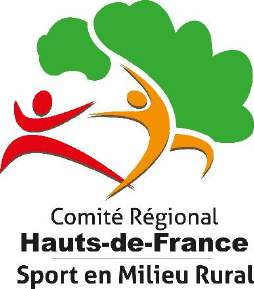 Comité Régional
Hauts-de-France
Sport en Milieu Rural